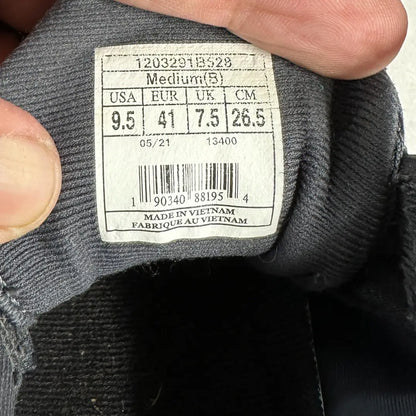 1203291B528
Medium(B)
USA EUR UK CM
9.5 41 7.5 26.5
05/21 13400
1 90340 88195 4
MADE IN VIETNAM
FABRIQUE AU VIETNAM